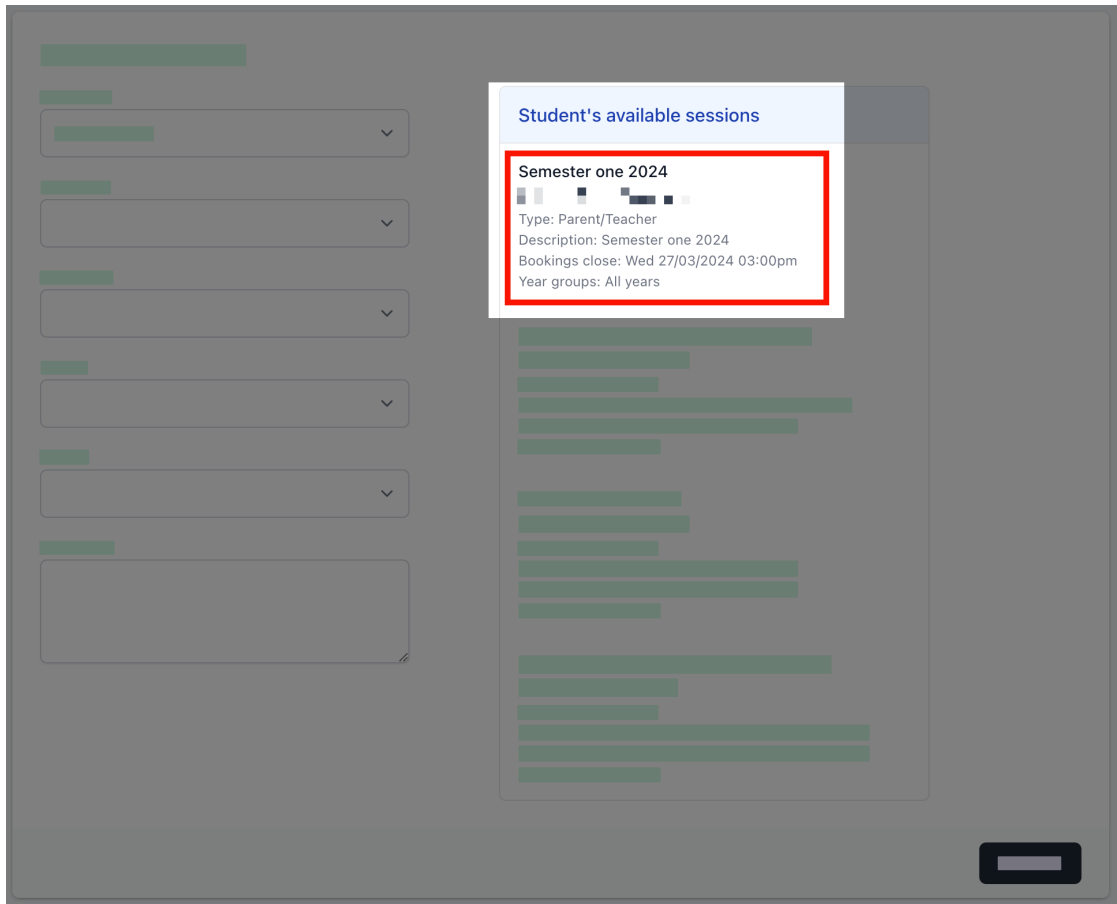 Student's available sessions
Semester one 2024
Type: Parent/Teacher
Description: Semester one 2024
Bookings close: Wed 27/03/2024 03:00pm
Year groups: All years